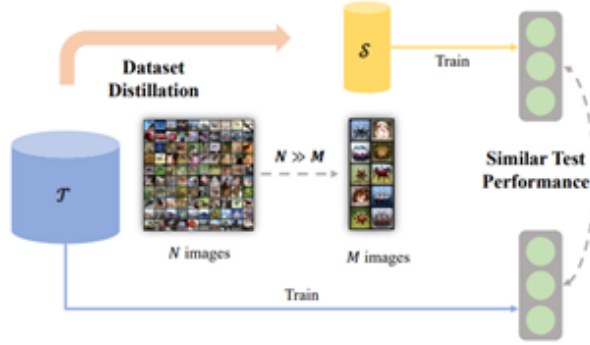 𝒮
Train
Dataset
Distillation
N ≫ M
Similar Test
Performance
𝒯
N images
M images
Train